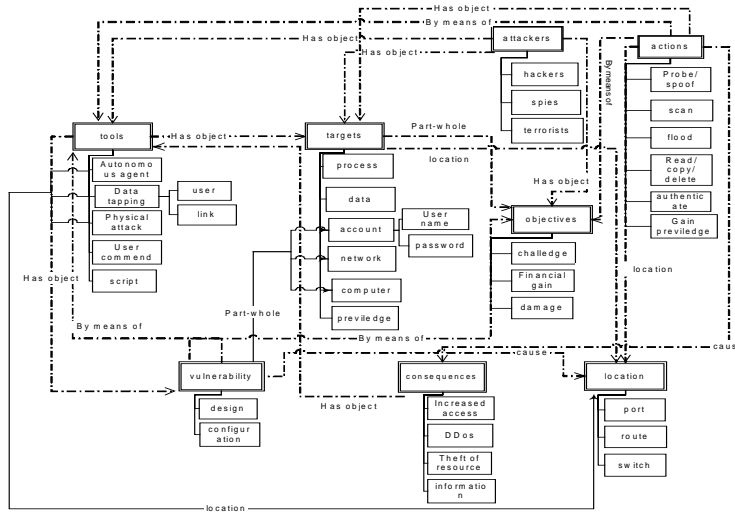 Has object
By means of
Has object
attackers
Has object
actions
hackers
spies
terrorists
By means of
Probe/
spoof
scan
flood
Read/
copy/
delete
authentic
ate
Gain
previledge
tools
Has object
targets
Part-whole
location
Has object
Autonomo
us agent
Data
tapping
user
link
Physical
attack
User
commend
script
process
data
account
User
name
password
network
computer
previledge
objectives
challedge
Financial
gain
damage
location
Has object
Part-whole
By means of
By means of
cause
caus
vulnerability
design
configur
ation
Has object
consequences
Increased
access
DDos
Theft of
resource
informatio
n
location
port
route
switch
location